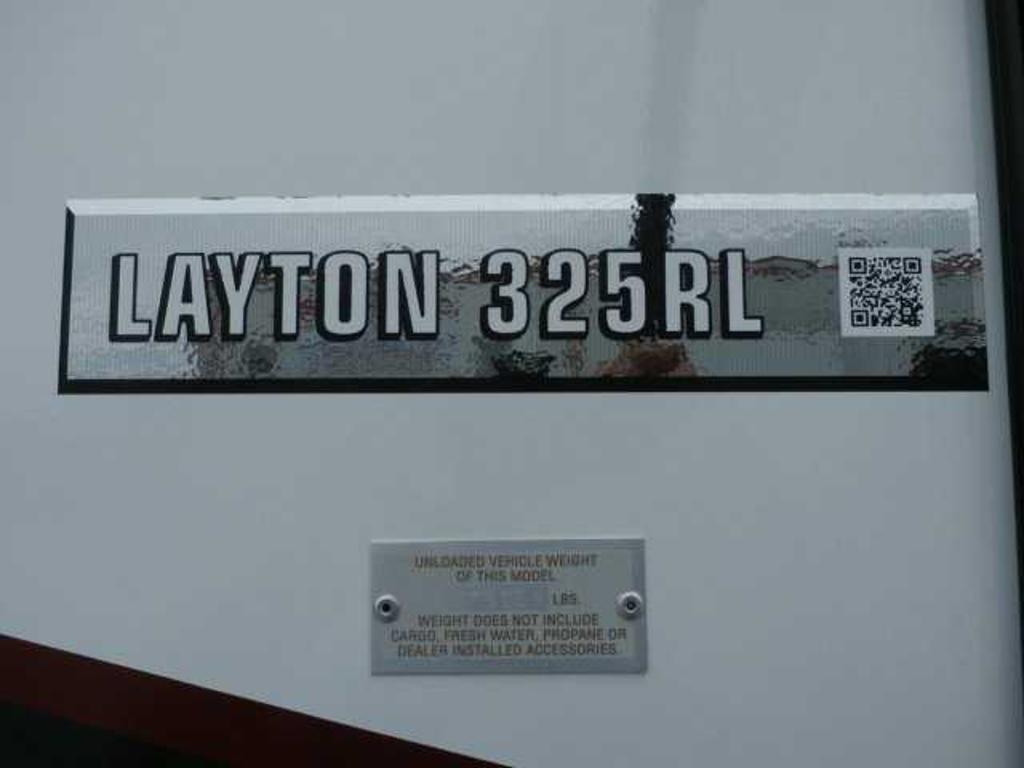 LAYTON 325RL
UNLOADED VEHICLE WEIGHT
OF THIS MODEL
LBS.
WEIGHT DOES NOT INCLUDE
CARGO, FRESH WATER, PROPANE OR
DEALER INSTALLED ACCESSORIES.